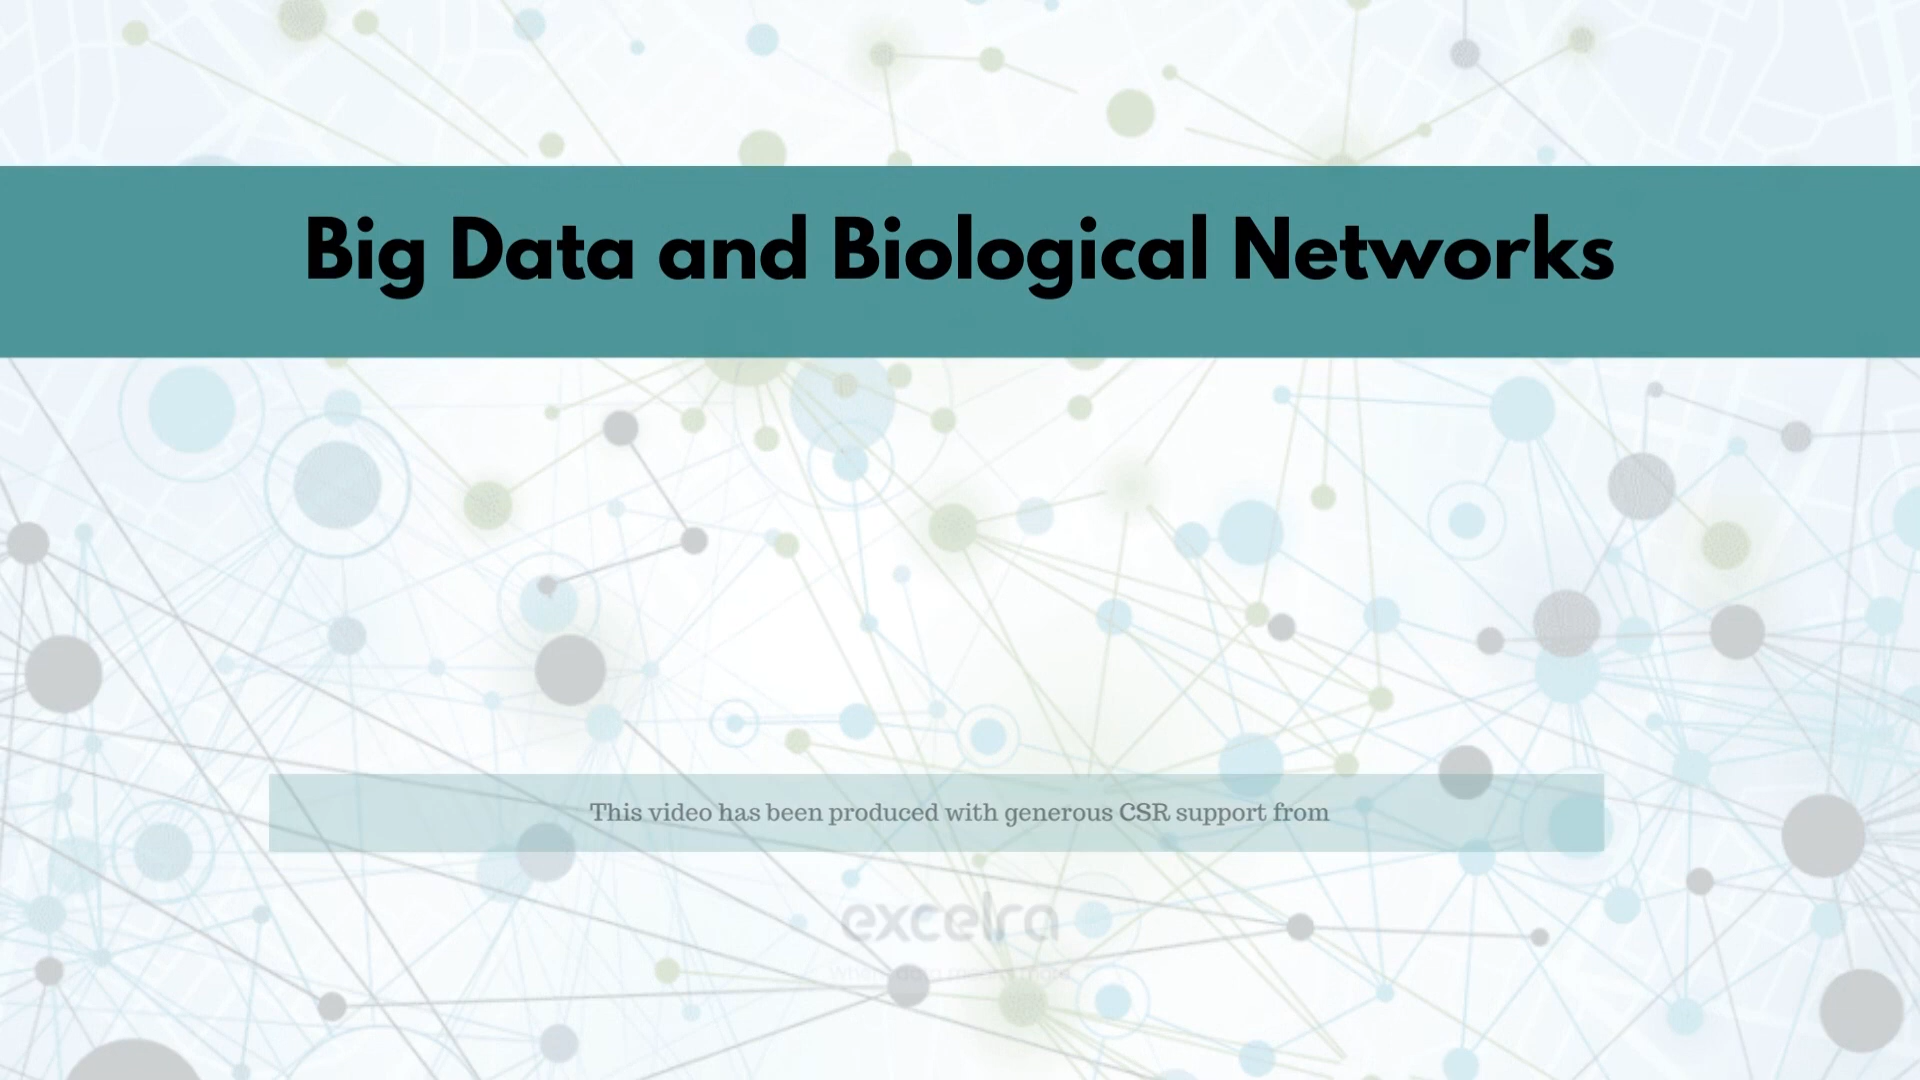 Big Data and Biological Networks
This video has been produced with generous CSR support from
excelra